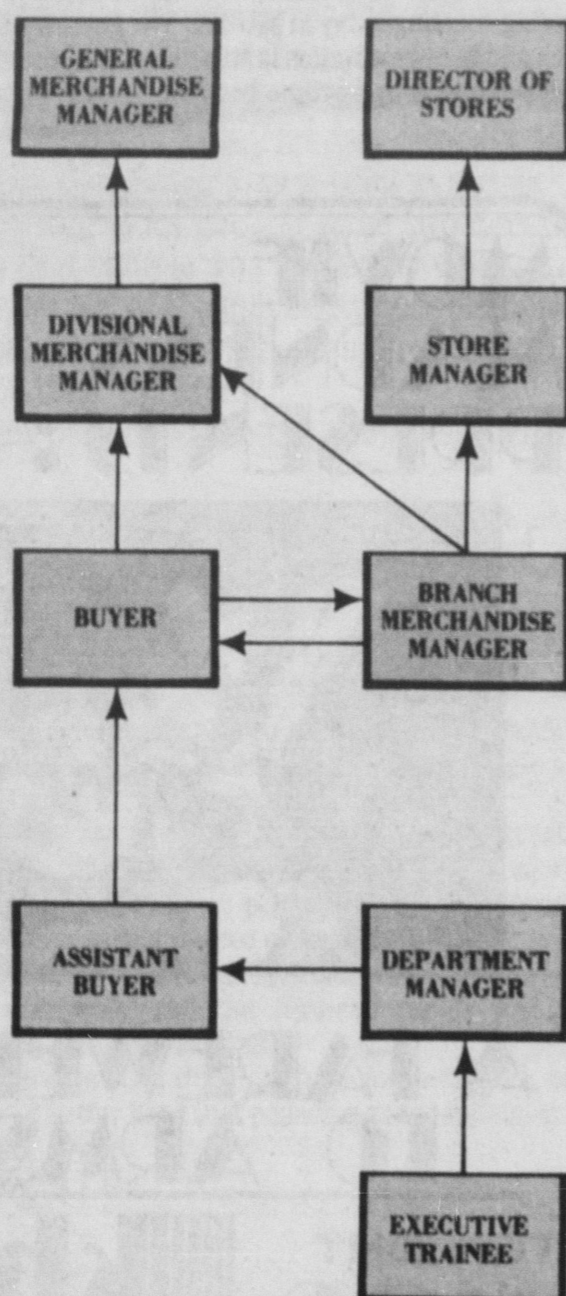 GENERAL
MERCHANDISE
MANAGER
DIRECTOR OF
STORES
DIVISIONAL
MERCHANDISE
MANAGER
STORE
MANAGER
BUYER
BRANCH
MERCHANDISE
MANAGER
ASSISTANT
BUYER
DEPARTMENT
MANAGER
EXECUTIVE
TRAINEE